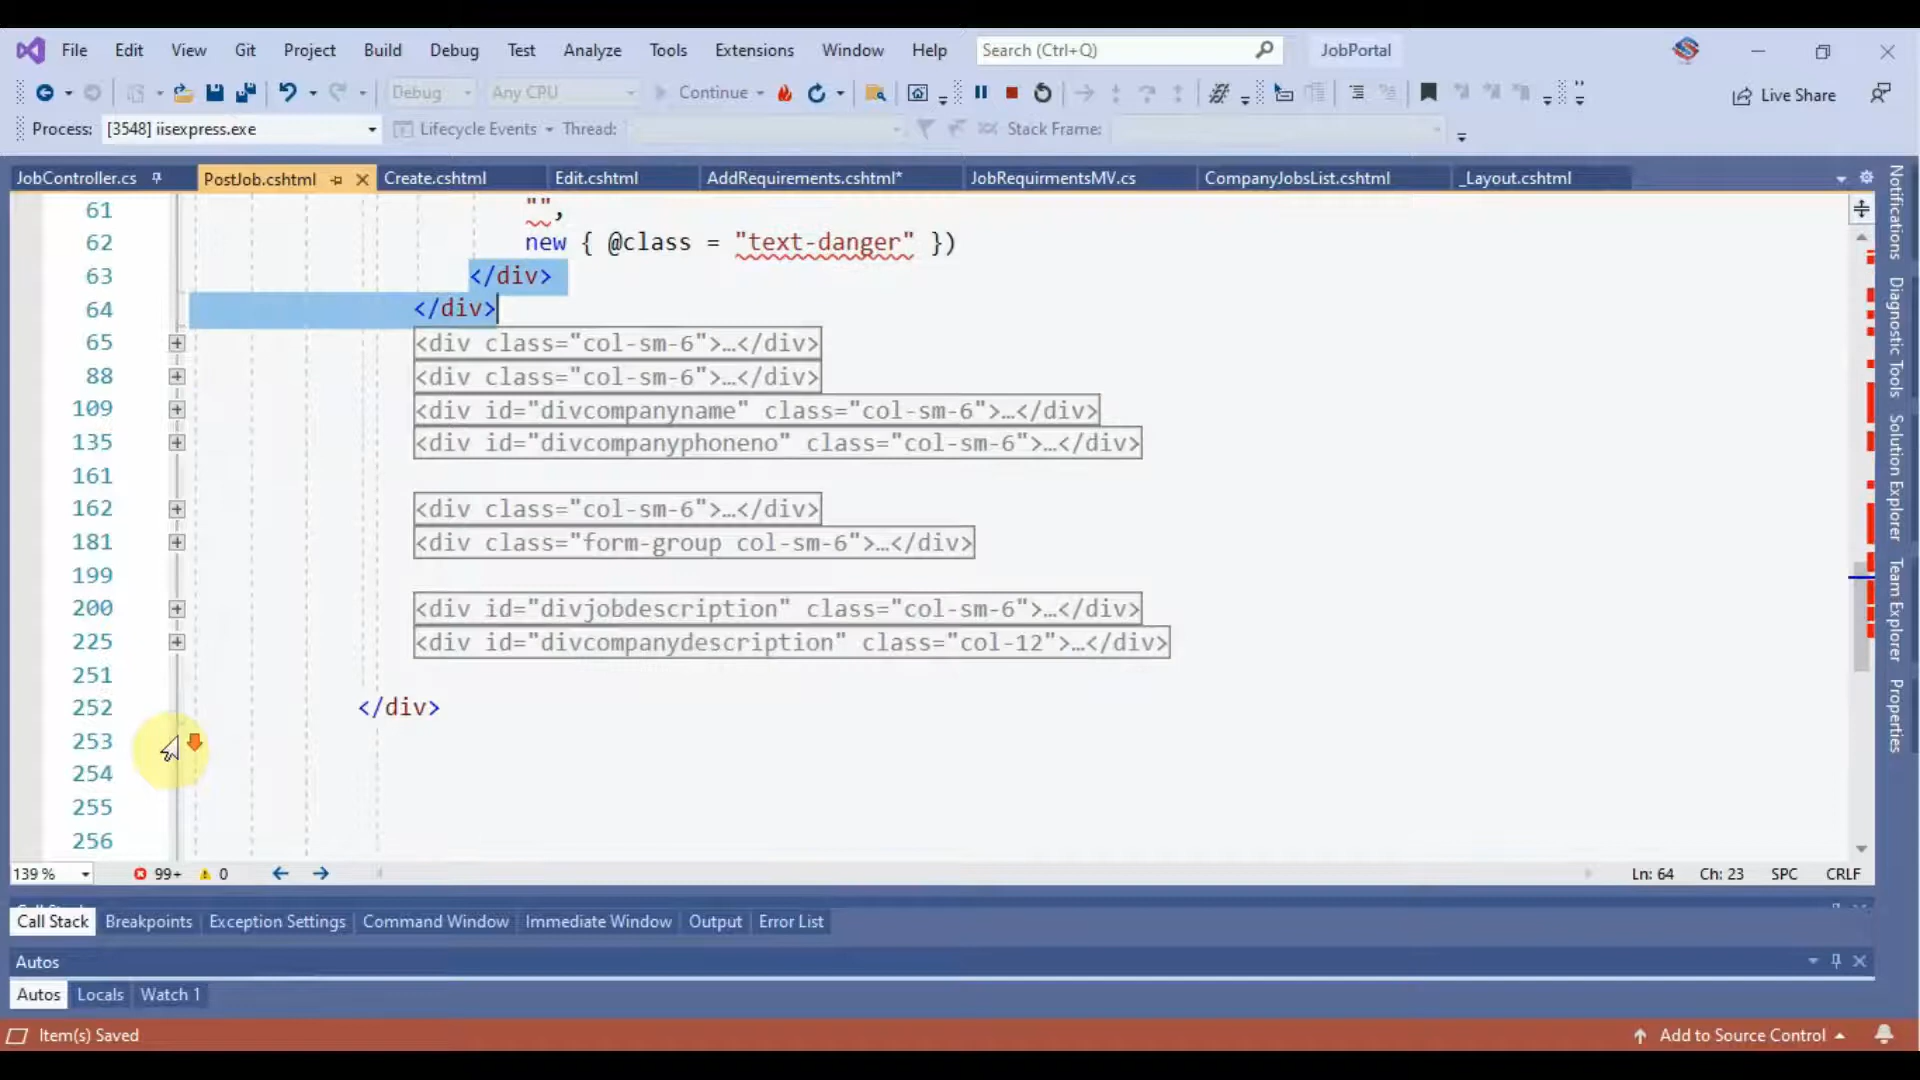 File Edit View Git Project Build Debug Test Analyze Tools Extensions Window Help Search (Ctrl+Q) JobPortal
Debug Any CPU Continue Live Share
Process: [3548] iisexpress.exe Lifecycle Events Thread: Stack Frame:
JobController.cs PostJob.cshtml Create.cshtml Edit.cshtml AddRequirements.cshtml* JobRequirmentsMV.cs CompanyJobsList.cshtml _Layout.cshtml
61 "",
62 new { @class = "text-danger" })
63 </div>
64 </div>
65 <div class="col-sm-6">…</div>
88 <div class="col-sm-6">…</div>
109 <div id="divcompanyname" class="col-sm-6">…</div>
135 <div id="divcompanyphoneno" class="col-sm-6">…</div>
161
162 <div class="col-sm-6">…</div>
181 <div class="form-group col-sm-6">…</div>
199
200 <div id="divjobdescription" class="col-sm-6">…</div>
225 <div id="divcompanydescription" class="col-12">…</div>
251
252 </div>
253
254
255
256
Notifications
Diagnostic Tools
Solution Explorer
Team Explorer
Properties
139 % 99+ 0 Ln: 64 Ch: 23 SPC CRLF
Call Stack Breakpoints Exception Settings Command Window Immediate Window Output Error List
Autos
Autos Locals Watch 1
Item(s) Saved Add to Source Control